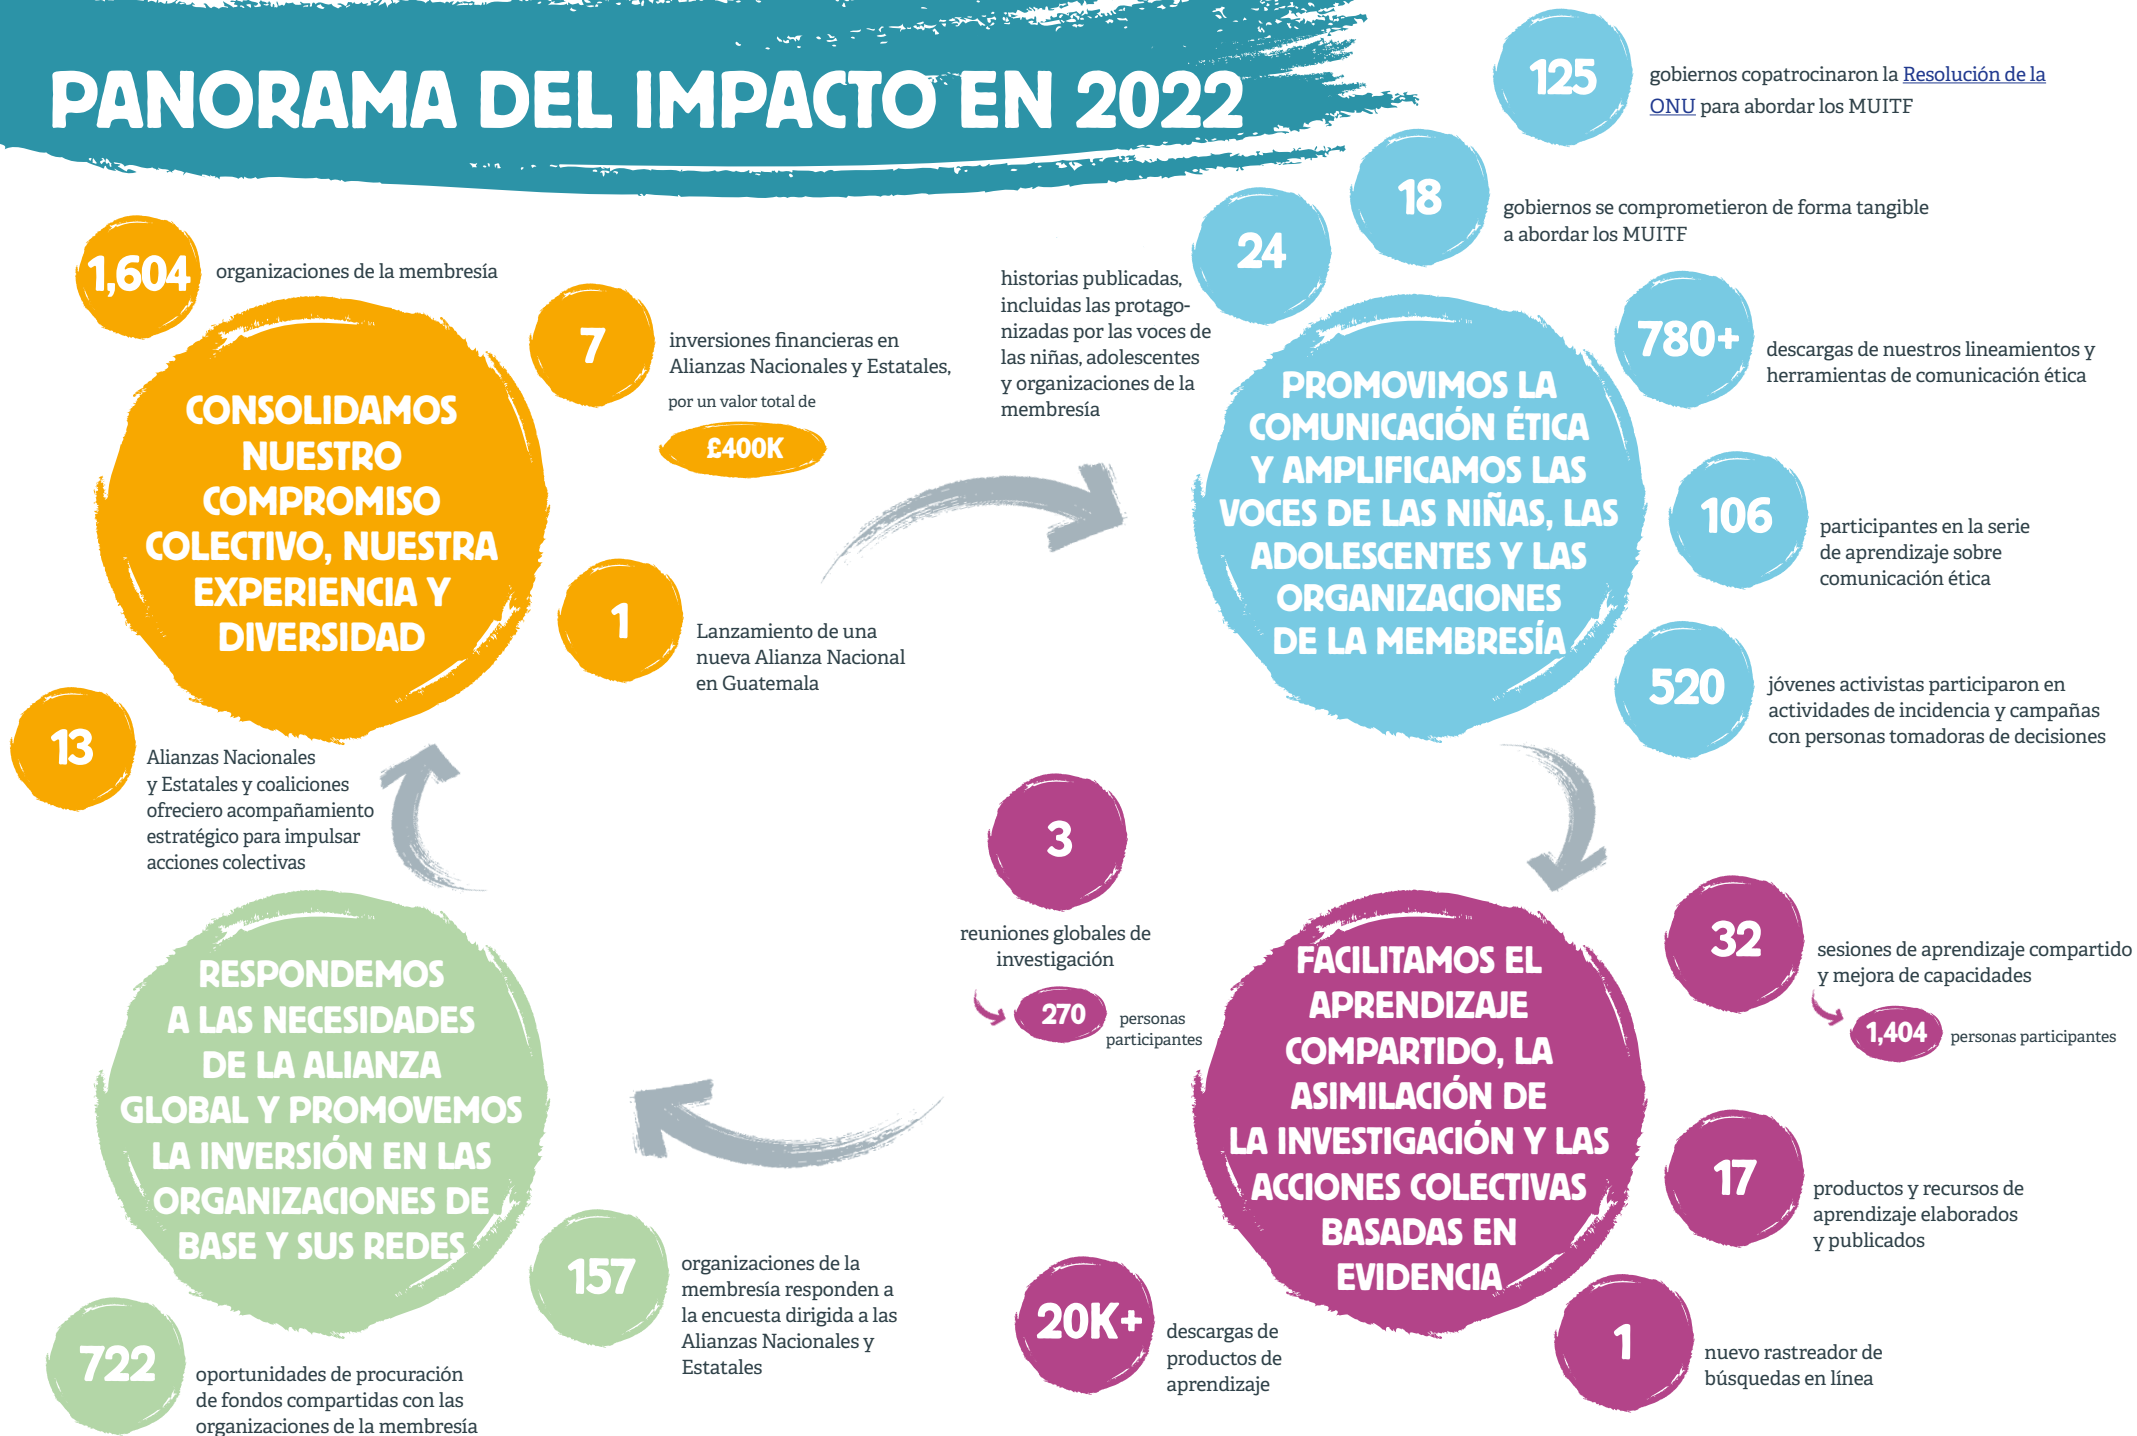 PANORAMA DEL IMPACTO EN 2022
1,604
organizaciones de la membresía
7
inversiones financieras en
Alianzas Nacionales y Estatales,
por un valor total de
£400K
CONSOLIDAMOS
NUESTRO
COMPROMISO
COLECTIVO, NUESTRA
EXPERIENCIA Y
DIVERSIDAD
1
Lanzamiento de una
nueva Alianza Nacional
en Guatemala
13
Alianzas Nacionales
y Estatales y coaliciones
ofreciero acompañamiento
estratégico para impulsar
acciones colectivas
125
gobiernos copatrocinaron la Resolución de la
ONU para abordar los MUITF
18
gobiernos se comprometieron de forma tangible
a abordar los MUITF
24
historias publicadas,
incluidas las protago-
nizadas por las voces de
las niñas, adolescentes
y organizaciones de la
membresía
780+
descargas de nuestros lineamientos y
herramientas de comunicación ética
PROMOVIMOS LA
COMUNICACIÓN ÉTICA
Y AMPLIFICAMOS LAS
VOCES DE LAS NIÑAS, LAS
ADOLESCENTES Y LAS
ORGANIZACIONES
DE LA MEMBRESÍA
106
participantes en la serie
de aprendizaje sobre
comunicación ética
520
jóvenes activistas participaron en
actividades de incidencia y campañas
con personas tomadoras de decisiones
3
reuniones globales de
investigación
270
personas
participantes
FACILITAMOS EL
APRENDIZAJE
COMPARTIDO, LA
ASIMILACIÓN DE
LA INVESTIGACIÓN Y LAS
ACCIONES COLECTIVAS
BASADAS EN
EVIDENCIA
32
sesiones de aprendizaje compartido
y mejora de capacidades
1,404
personas participantes
17
productos y recursos de
aprendizaje elaborados
y publicados
1
nuevo rastreador de
búsquedas en línea
20K+
descargas de
productos de
aprendizaje
RESPONDEMOS
A LAS NECESIDADES
DE LA ALIANZA
GLOBAL Y PROMOVEMOS
LA INVERSIÓN EN LAS
ORGANIZACIONES DE
BASE Y SUS REDES
157
organizaciones de la
membresía responden a
la encuesta dirigida a las
Alianzas Nacionales y
Estatales
722
oportunidades de procuración
de fondos compartidas con las
organizaciones de la membresía